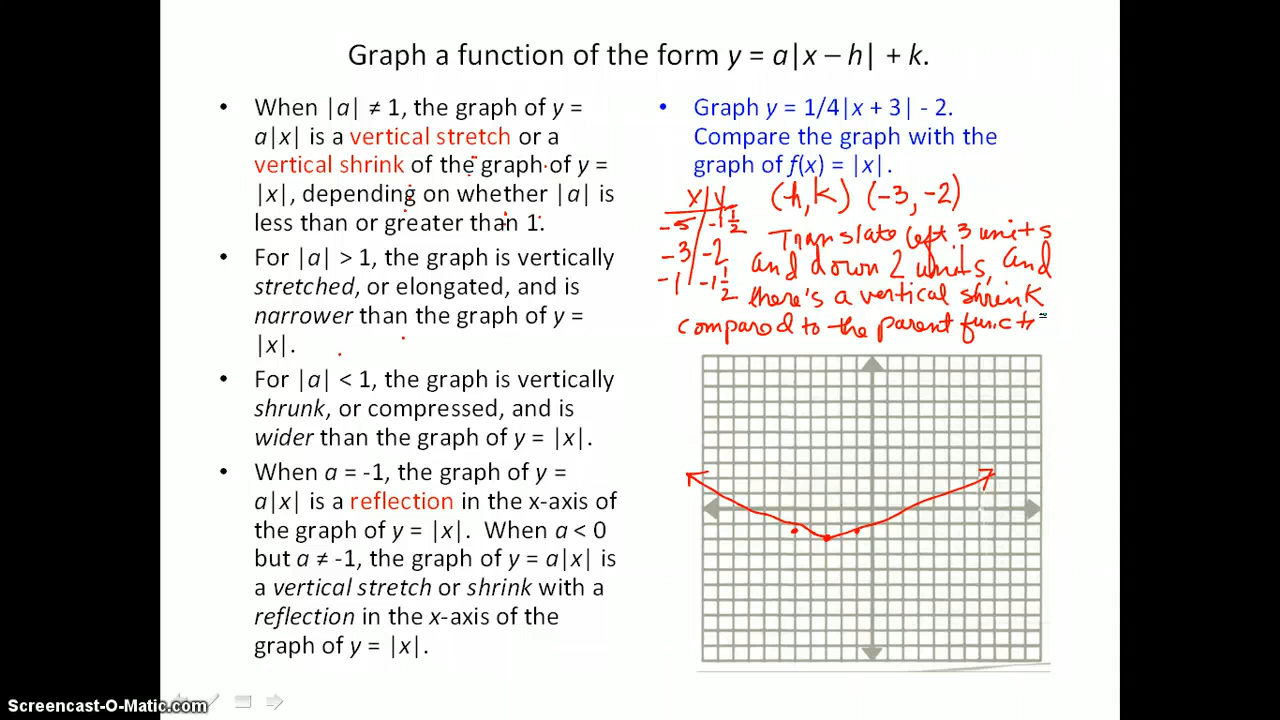 Graph a function of the form y = a|x – h| + k.
• When |a| ≠ 1, the graph of y =
a|x| is a vertical stretch or a
vertical shrink of the graph of y =
|x|, depending on whether |a| is
less than or greater than 1.
• For |a| > 1, the graph is vertically
stretched, or elongated, and is
narrower than the graph of y =
|x|.
• For |a| < 1, the graph is vertically
shrunk, or compressed, and is
wider than the graph of y = |x|.
• When a = -1, the graph of y =
a|x| is a reflection in the x-axis of
the graph of y = |x|. When a < 0
but a ≠ -1, the graph of y = a|x| is
a vertical stretch or shrink with a
reflection in the x-axis of the
graph of y = |x|.
• Graph y = 1/4|x + 3| - 2.
Compare the graph with the
graph of f(x) = |x|.
x | y
-5 | -1 1/2
-3 | -2
-1 | -1 1/2
(h, k) (-3, -2)
Translate left 3 units
and down 2 units, and
there's a vertical shrink
compared to the parent funct
Screencast-O-Matic.com